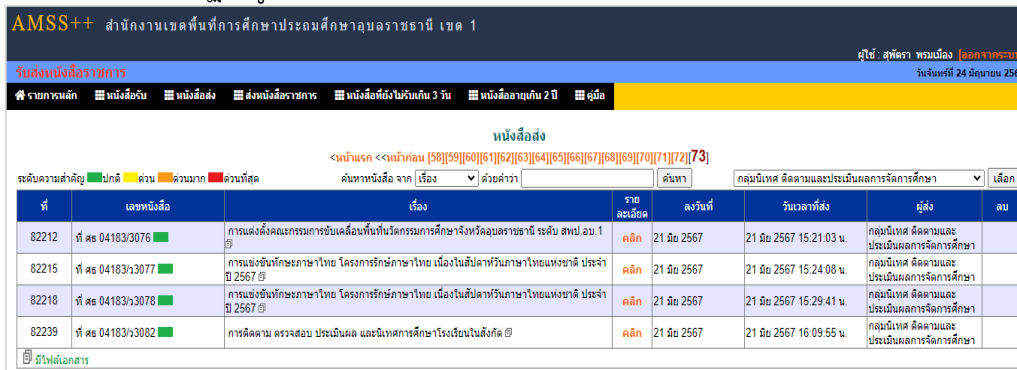 AMSS++ สำนักงานเขตพื้นที่การศึกษาประถมศึกษาอุบลราชธานี เขต 1
ผู้ใช้ : สุพัตรา พรมเมือง [ออกจากระบบ
รับส่งหนังสือราชการ
วันจันทร์ที่ 24 มิถุนายน 256
รายการหลัก หนังสือรับ หนังสือส่ง ส่งหนังสือราชการ หนังสือที่ยังไม่รับเกิน 3 วัน หนังสืออายุเกิน 2 ปี คู่มือ
หนังสือส่ง
<หน้าแรก <<หน้าก่อน [58][59][60][61][62][63][64][65][66][67][68][69][70][71][72][73]
ระดับความสำคัญ ปกติ ด่วน ด่วนมาก ด่วนที่สุด ค้นหาหนังสือ จาก เรื่อง ด้วยคำว่า ค้นหา กลุ่มนิเทศ ติดตามและประเมินผลการจัดการศึกษา เลือก
ที่ เลขหนังสือ เรื่อง ราย ละเอียด ลงวันที่ วันเวลาที่ส่ง ผู้ส่ง ลบ
82212 ที่ ศธ 04183/3076 การแต่งตั้งคณะกรรมการขับเคลื่อนพื้นที่นวัตกรรมการศึกษาจังหวัดอุบลราชธานี ระดับ สพป.อบ.1 คลิก 21 มิย 2567 21 มิย 2567 15:21:03 น. กลุ่มนิเทศ ติดตามและ
ประเมินผลการจัดการศึกษา
82215 ที่ ศธ 04183/ว3077 การแข่งขันทักษะภาษาไทย โครงการรักษ์ภาษาไทย เนื่องในสัปดาห์วันภาษาไทยแห่งชาติ ประจำ
ปี 2567 คลิก 21 มิย 2567 21 มิย 2567 15:24:08 น. กลุ่มนิเทศ ติดตามและ
ประเมินผลการจัดการศึกษา
82218 ที่ ศธ 04183/ว3078 การแข่งขันทักษะภาษาไทย โครงการรักษ์ภาษาไทย เนื่องในสัปดาห์วันภาษาไทยแห่งชาติ ประจำ
ปี 2567 คลิก 21 มิย 2567 21 มิย 2567 15:29:41 น. กลุ่มนิเทศ ติดตามและ
ประเมินผลการจัดการศึกษา
82239 ที่ ศธ 04183/ว3082 การติดตาม ตรวจสอบ ประเมินผล และนิเทศการศึกษาโรงเรียนในสังกัด คลิก 21 มิย 2567 21 มิย 2567 16:09:55 น. กลุ่มนิเทศ ติดตามและ
ประเมินผลการจัดการศึกษา
มีไฟล์เอกสาร